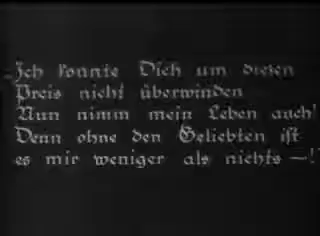 „Ich konnte Dich um diesen
Preis nicht überwinden
Nun nimm mein Leben auch!
Denn ohne den Geliebten ist
es mir weniger als nichts —!